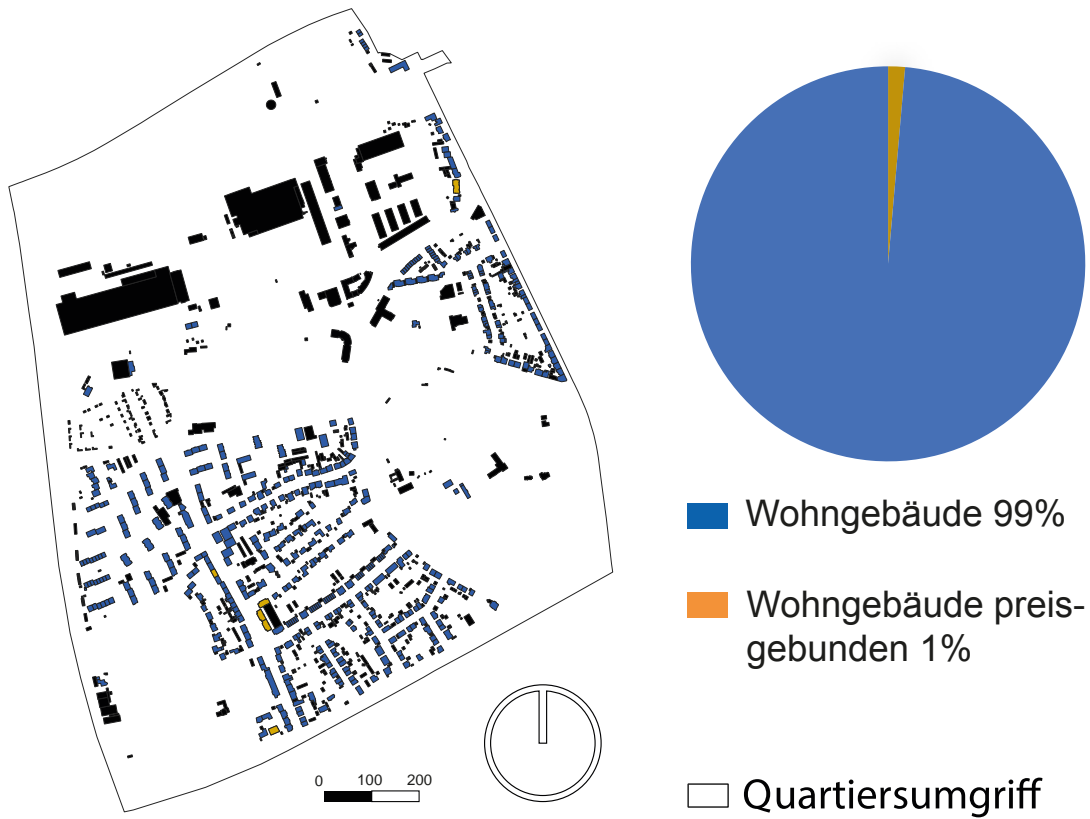 Wohngebäude 99%
Wohngebäude preis-
gebunden 1%
0 100 200
Quartiersumgriff